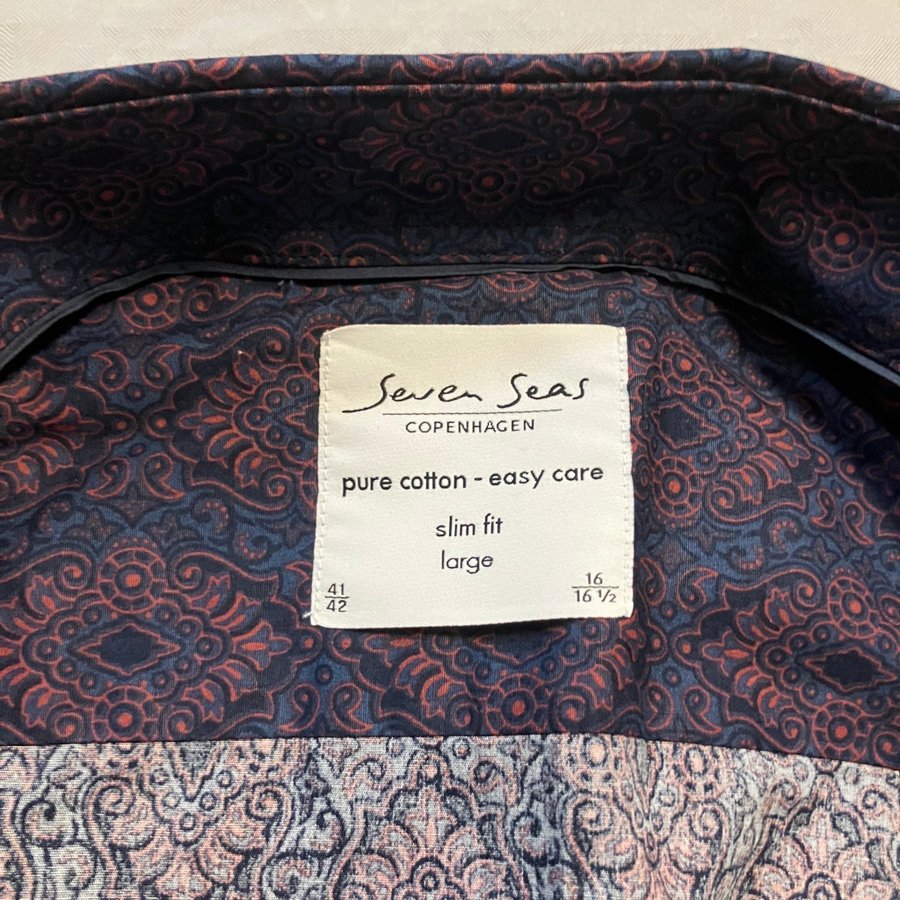 Seven Seas
COPENHAGEN
pure cotton - easy care
slim fit
large
41/42
16/16 ½